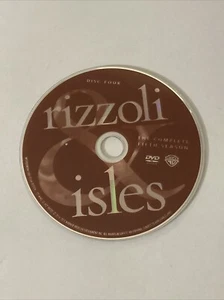 DISC FOUR
rizzoli
&
THE COMPLETE
FIFTH SEASON
DVD
isles